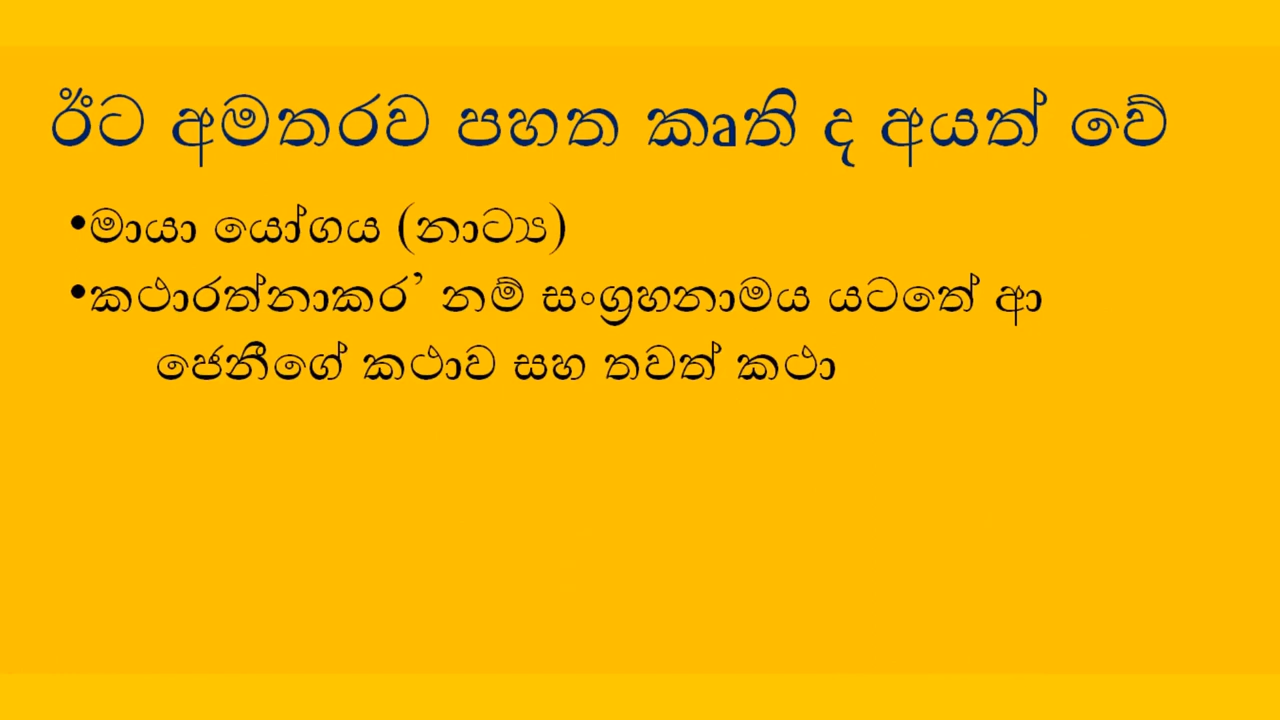 ඊට අමතරව පහත කෘති ද අයත් වේ
•මායා යෝගය (නාට්‍ය)
•කථාරත්නාකර’ නම් සංග්‍රහනාමය යටතේ ආ
ජෙනීගේ කථාව සහ තවත් කථා